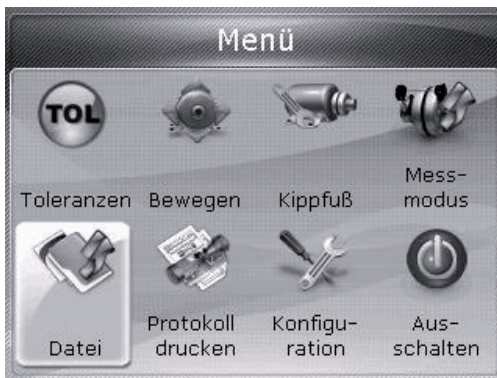 Menü
TOL
Toleranzen
Bewegen
Kippfuß
Mess-
modus
Datei
Protokoll
drucken
Konfigu-
ration
Aus-
schalten